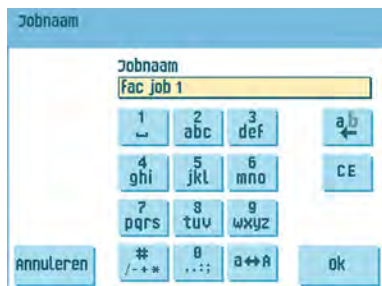 Jobnaam
Jobnaam
Fac job 1
1 2 3
␣ abc def ab
4 5 6
ghi jkl mno CE
7 8 9
pqrs tuv wxyz
Annuleren # 0 a↔A Ok
/-+* ,.:;